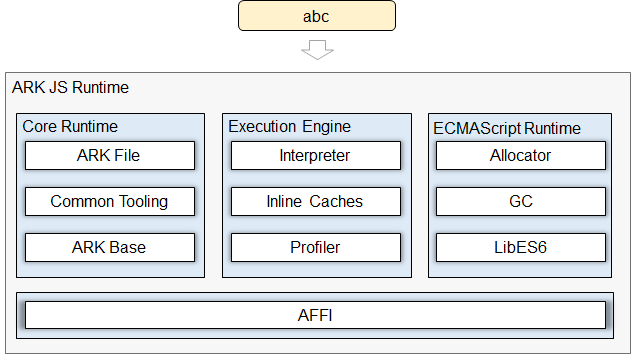 abc
ARK JS Runtime
Core Runtime
ARK File
Common Tooling
ARK Base
Execution Engine
Interpreter
Inline Caches
Profiler
ECMAScript Runtime
Allocator
GC
LibES6
AFFI